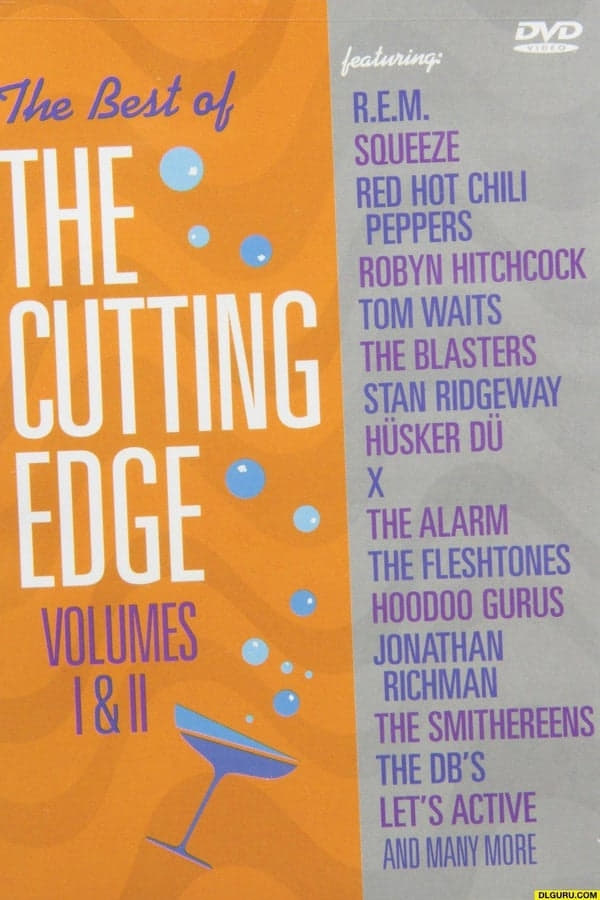 The Best of
THE
CUTTING
EDGE
VOLUMES
I & II
DVD
VIDEO
featuring:
R.E.M.
SQUEEZE
RED HOT CHILI
PEPPERS
ROBYN HITCHCOCK
TOM WAITS
THE BLASTERS
STAN RIDGEWAY
HÜSKER DÜ
X
THE ALARM
THE FLESHTONES
HOODOO GURUS
JONATHAN
RICHMAN
THE SMITHEREENS
THE DB'S
LET'S ACTIVE
AND MANY MORE
DLGURU.COM